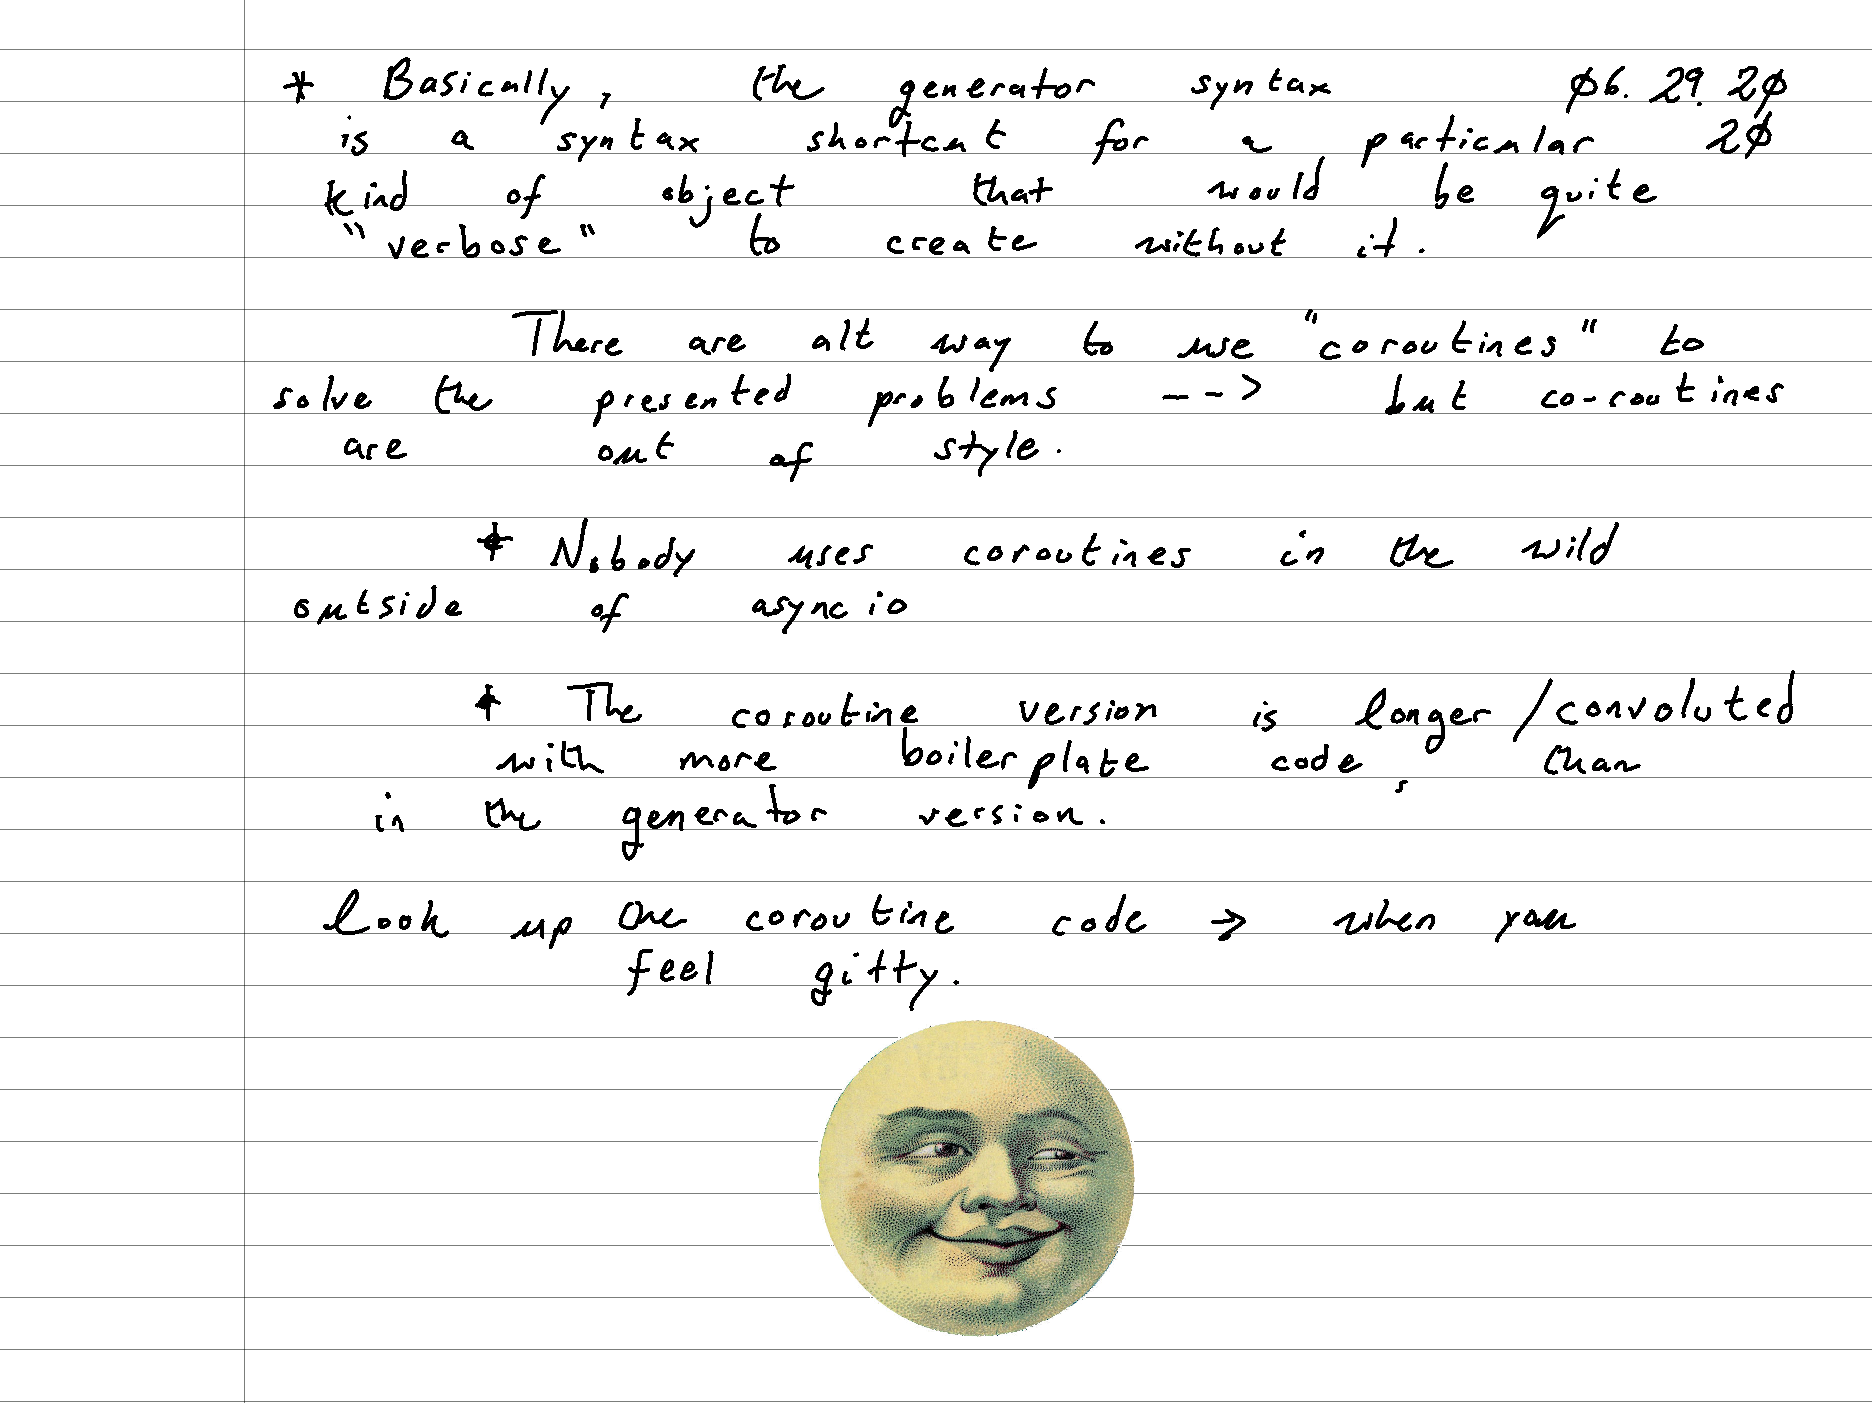 * Basically, the generator syntax 06.29.20
is a syntax shortcut for a particular 20
kind of object that would be quite
"verbose" to create without it.
There are alt way to use "coroutines" to
solve the presented problems --> but co-routines
are out of style.
* Nobody uses coroutines in the wild
outside of asyncio
* The coroutine version is longer/convoluted
with more boilerplate code, than
in the generator version.
look up the coroutine code → when you
feel gitty.